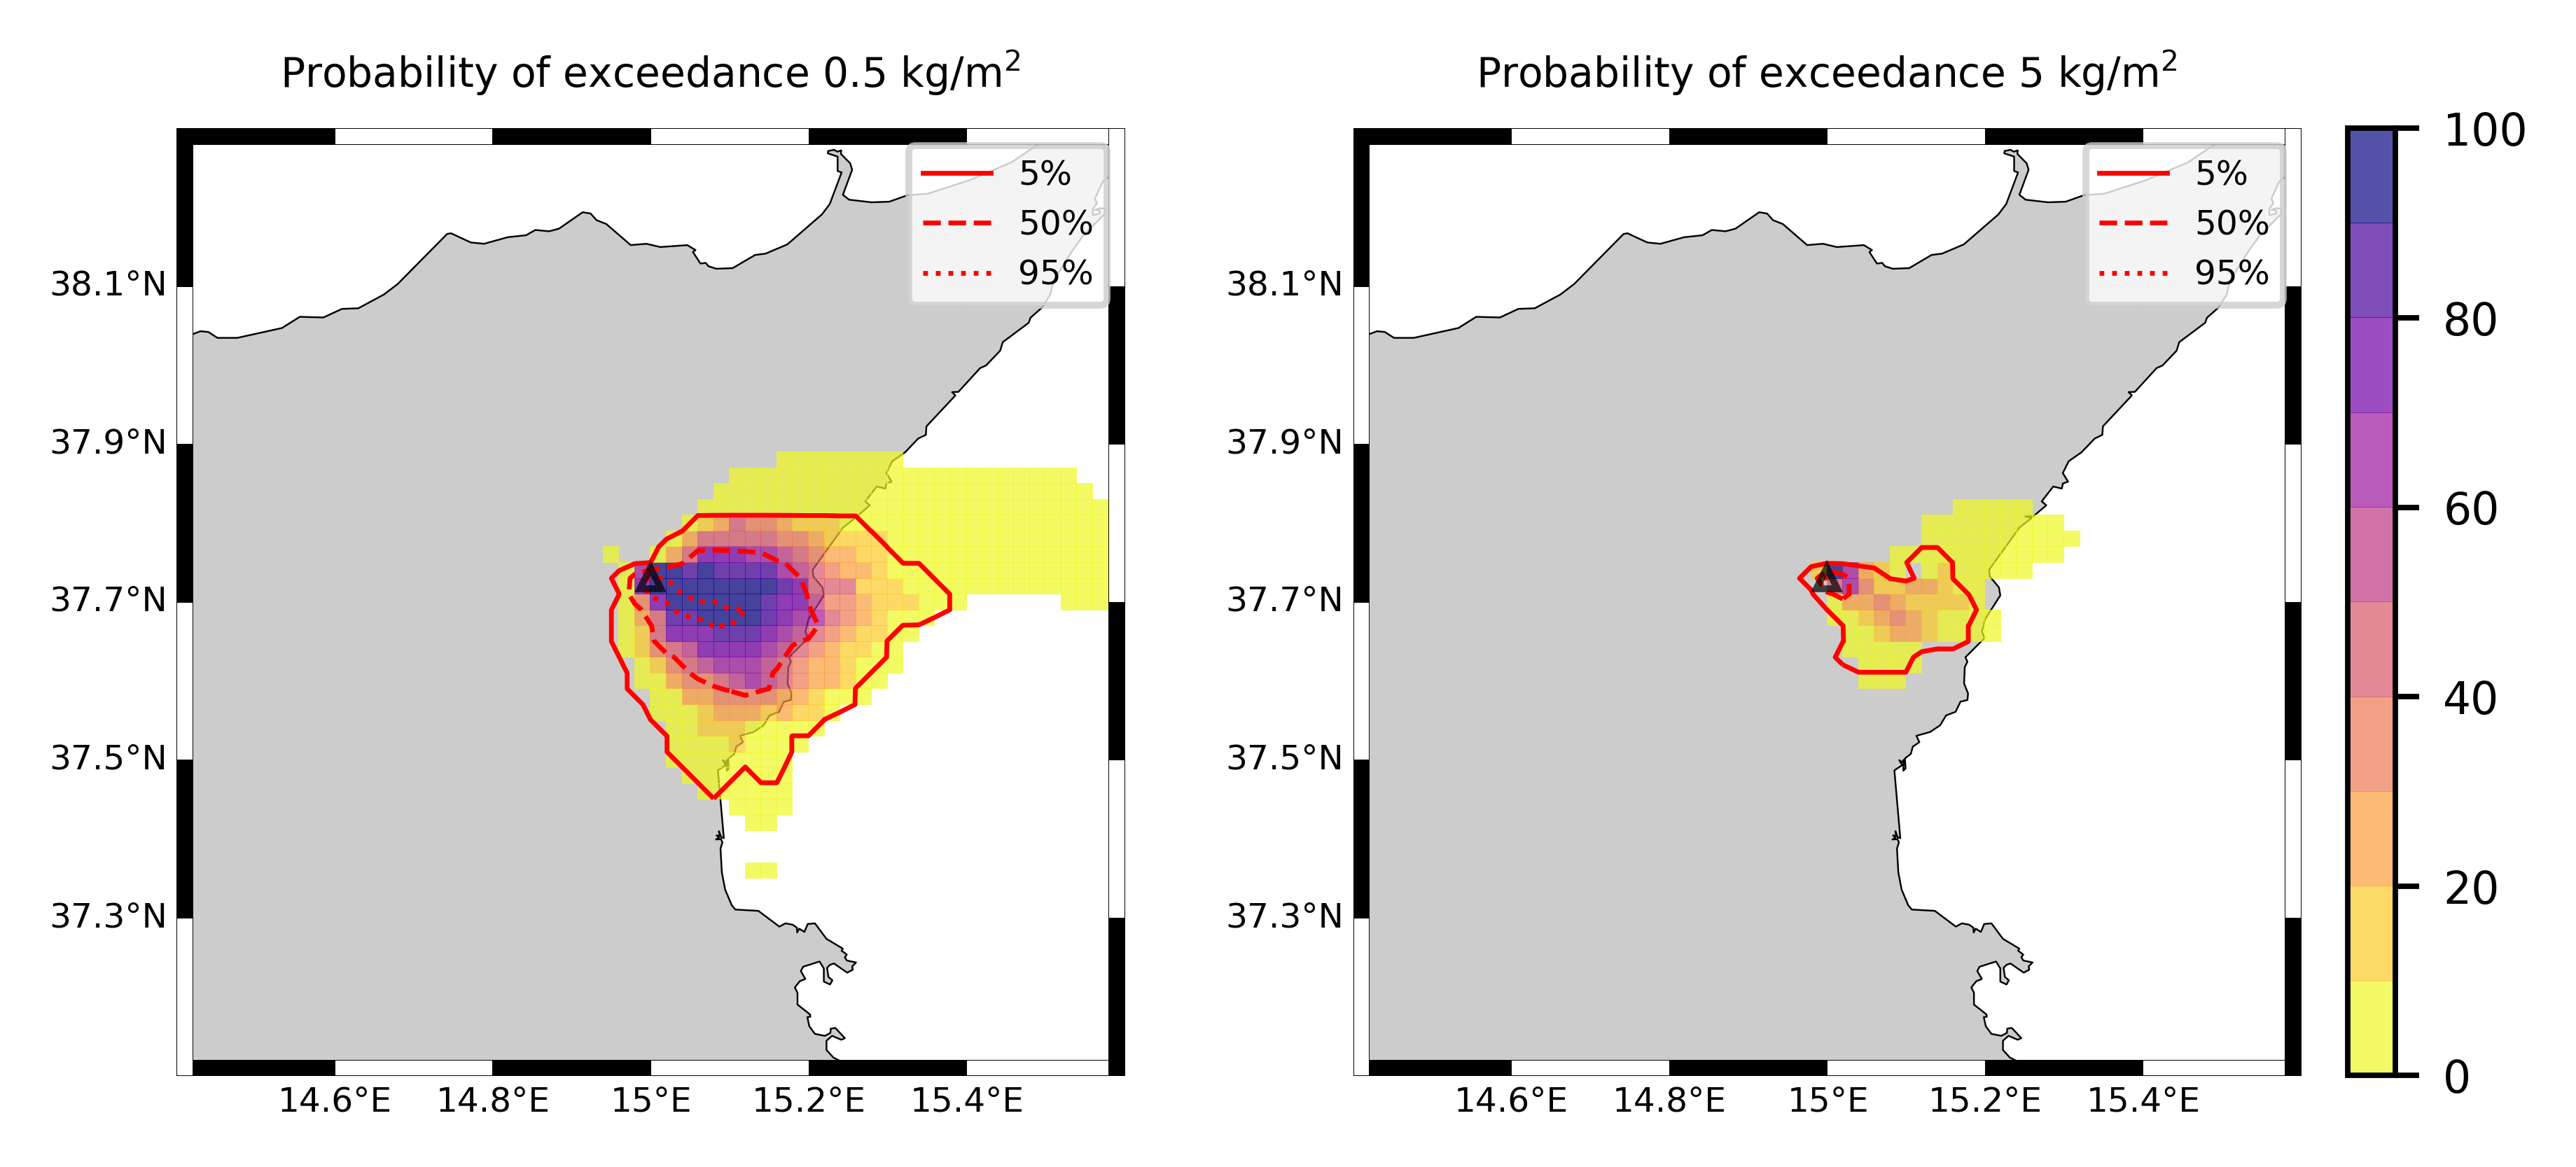 Probability of exceedance 0.5 kg/m²
5%
50%
95%
38.1°N
37.9°N
37.7°N
37.5°N
37.3°N
14.6°E 14.8°E 15°E 15.2°E 15.4°E
Probability of exceedance 5 kg/m²
5%
50%
95%
38.1°N
37.9°N
37.7°N
37.5°N
37.3°N
14.6°E 14.8°E 15°E 15.2°E 15.4°E
100
80
60
40
20
0